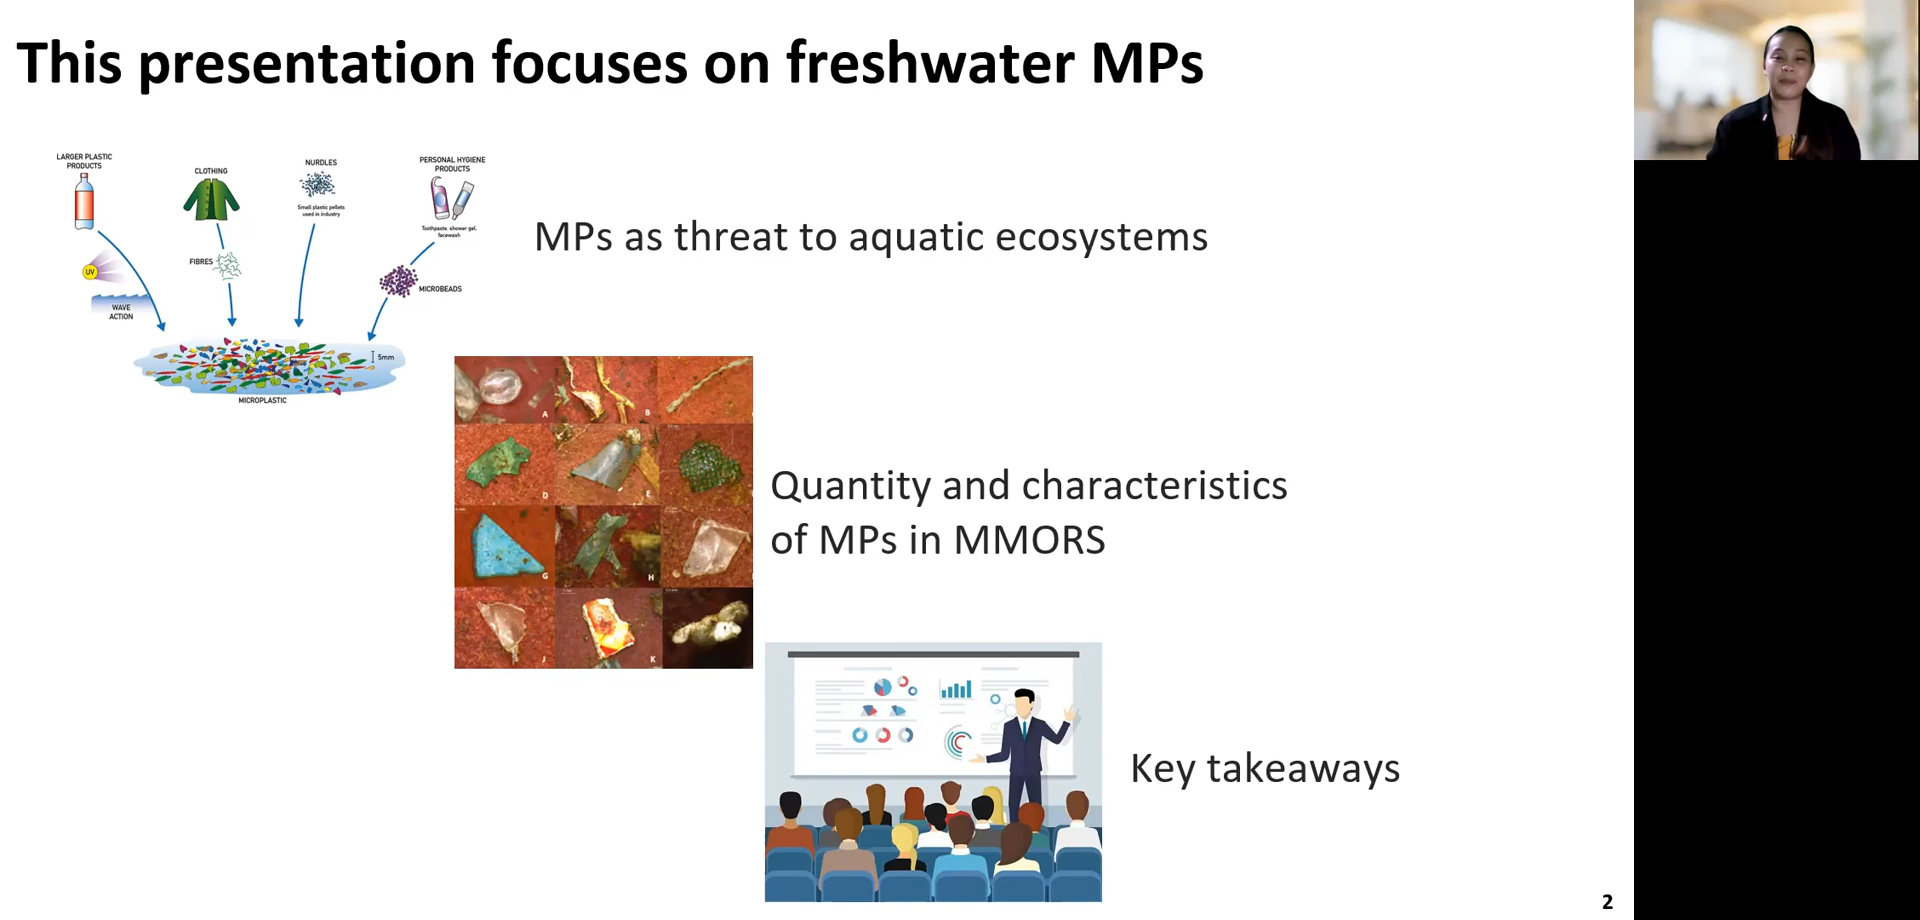 This presentation focuses on freshwater MPs
LARGER PLASTIC
PRODUCTS
CLOTHING
NURDLES
Small plastic pellets
used in industry
PERSONAL HYGIENE
PRODUCTS
Toothpaste, shower gel,
facewash
UV
FIBRES
MICROBEADS
WAVE
ACTION
5mm
MICROPLASTIC
MPs as threat to aquatic ecosystems
A
B
D
E
G
H
J
K
Quantity and characteristics
of MPs in MMORS
Key takeaways
2